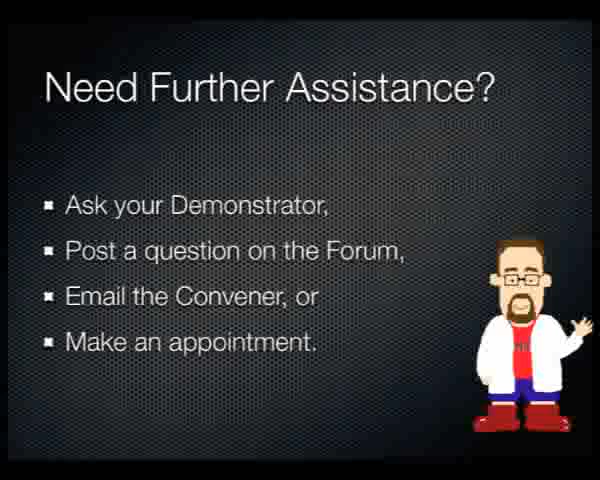 Need Further Assistance?
Ask your Demonstrator,
Post a question on the Forum,
Email the Convener, or
Make an appointment.